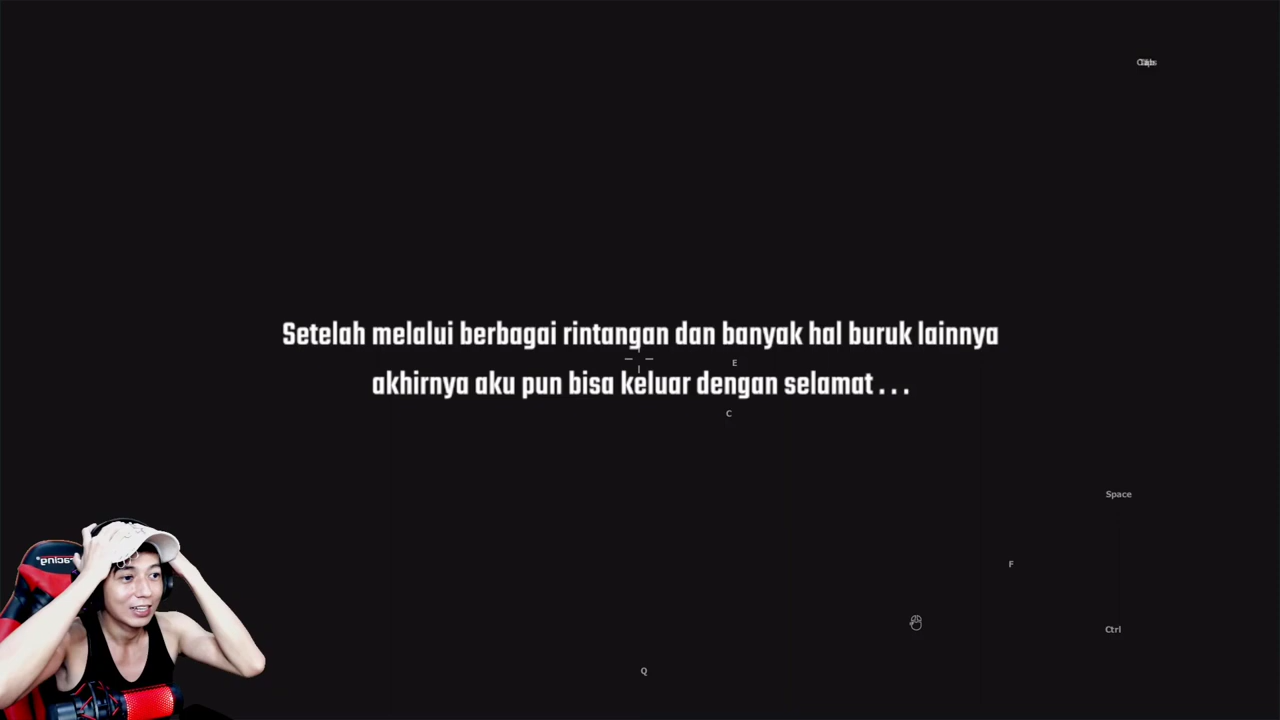 Setelah melalui berbagai rintangan dan banyak hal buruk lainnya
E
akhirnya aku pun bisa keluar dengan selamat . . .
C
Space
F
Ctrl
Q